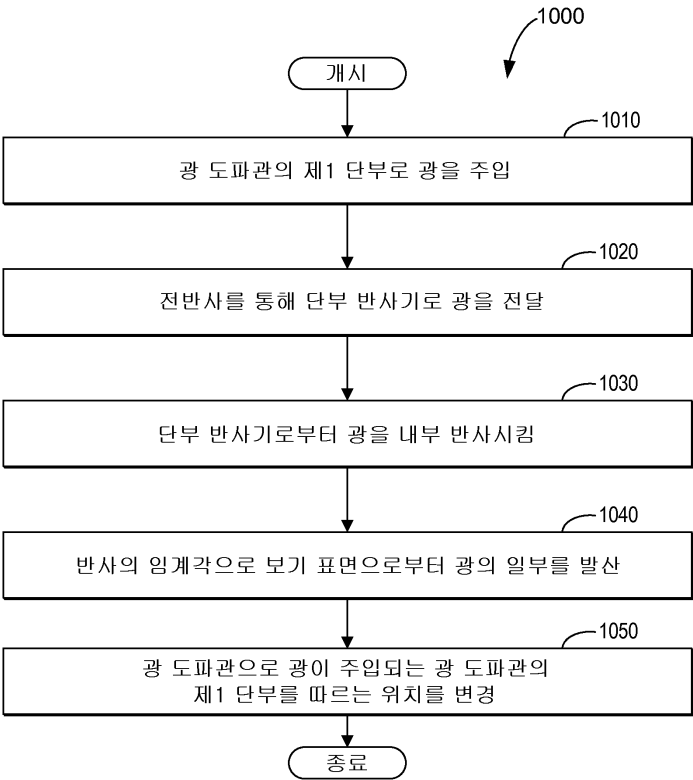 1000
개시
1010
광 도파관의 제1 단부로 광을 주입
1020
전반사를 통해 단부 반사기로 광을 전달
1030
단부 반사기로부터 광을 내부 반사시킴
1040
반사의 임계각으로 보기 표면으로부터 광의 일부를 발산
1050
광 도파관으로 광이 주입되는 광 도파관의
제1 단부를 따르는 위치를 변경
종료